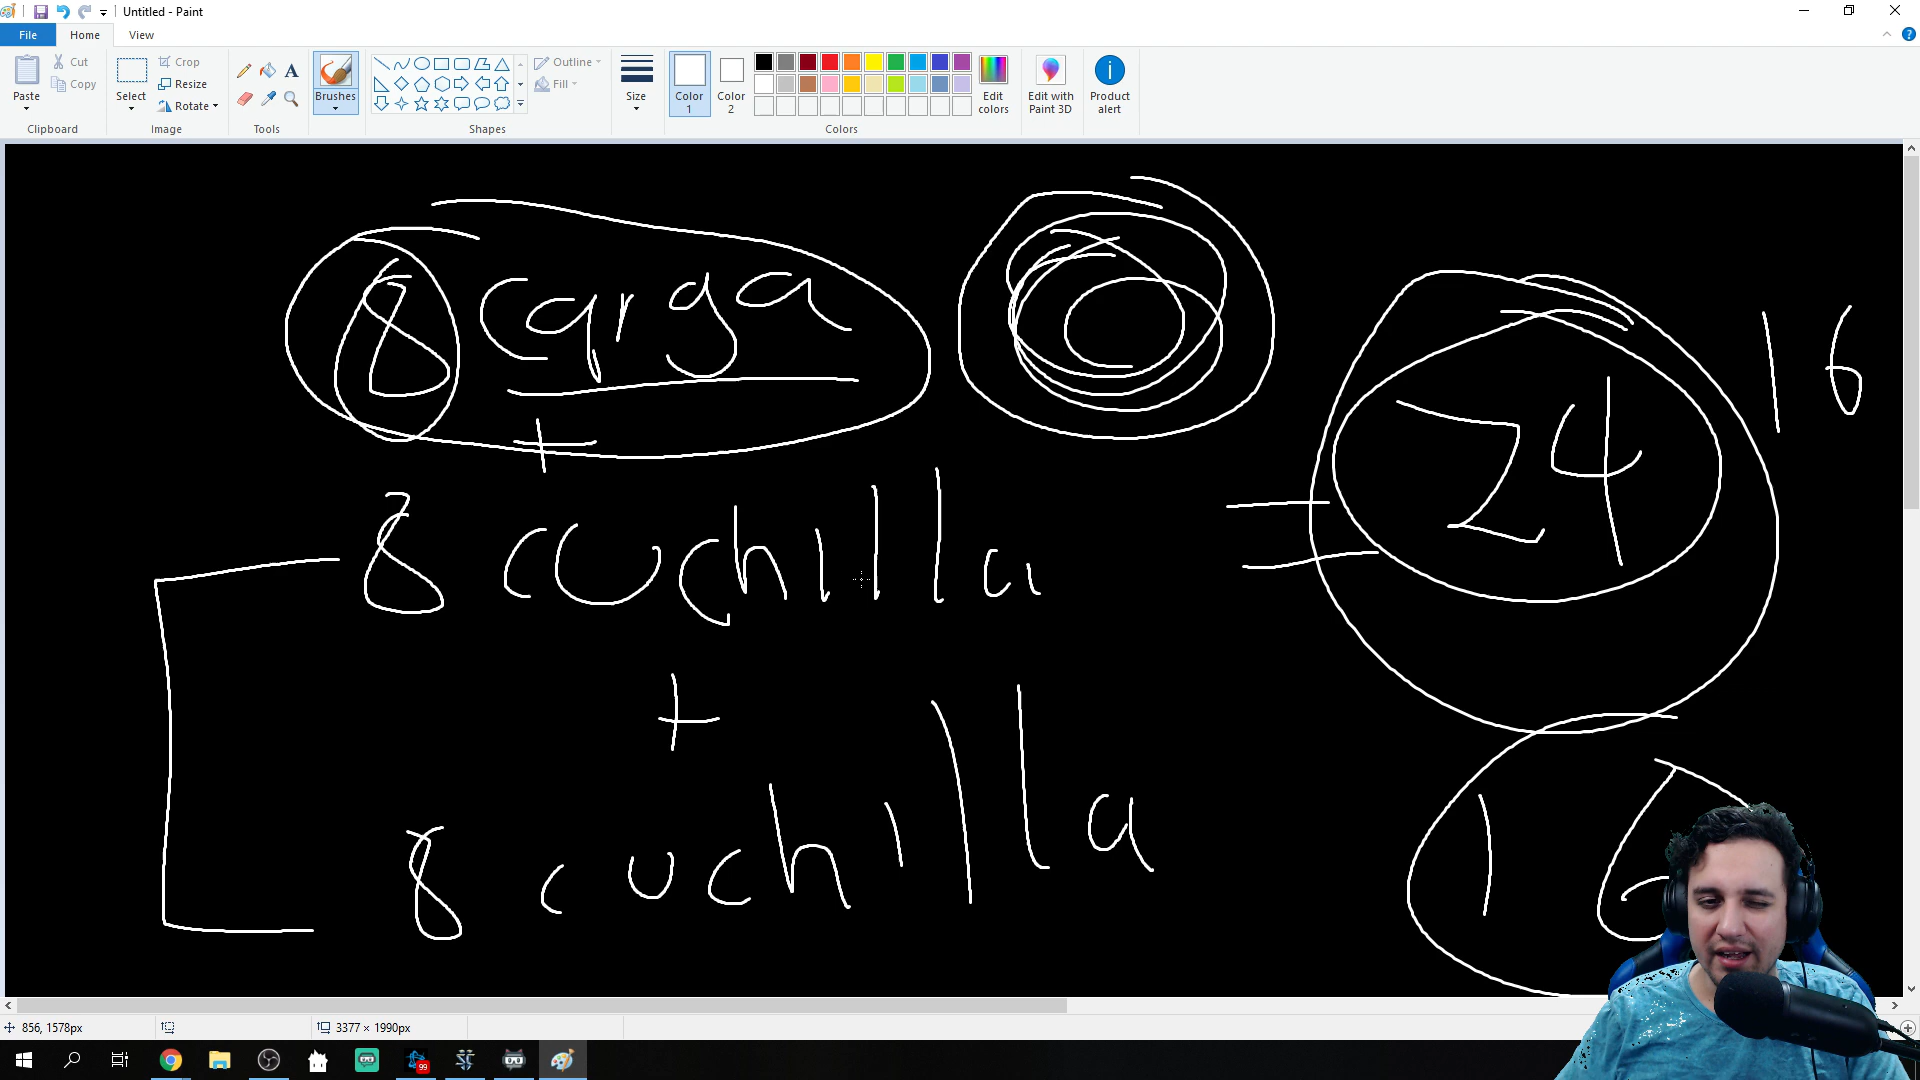 Untitled - Paint
File Home View
Cut
Copy
Paste
Clipboard
Select
Crop
Resize
Rotate
Image
Tools
Brushes
Outline
Fill
Shapes
Size
Color 1
Color 2
Edit colors
Colors
Edit with Paint 3D
Product alert
8 carga
+
8 cuchilla
+
8 cuchilla
=
24
16
16
856, 1578px
3377 × 1990px
99